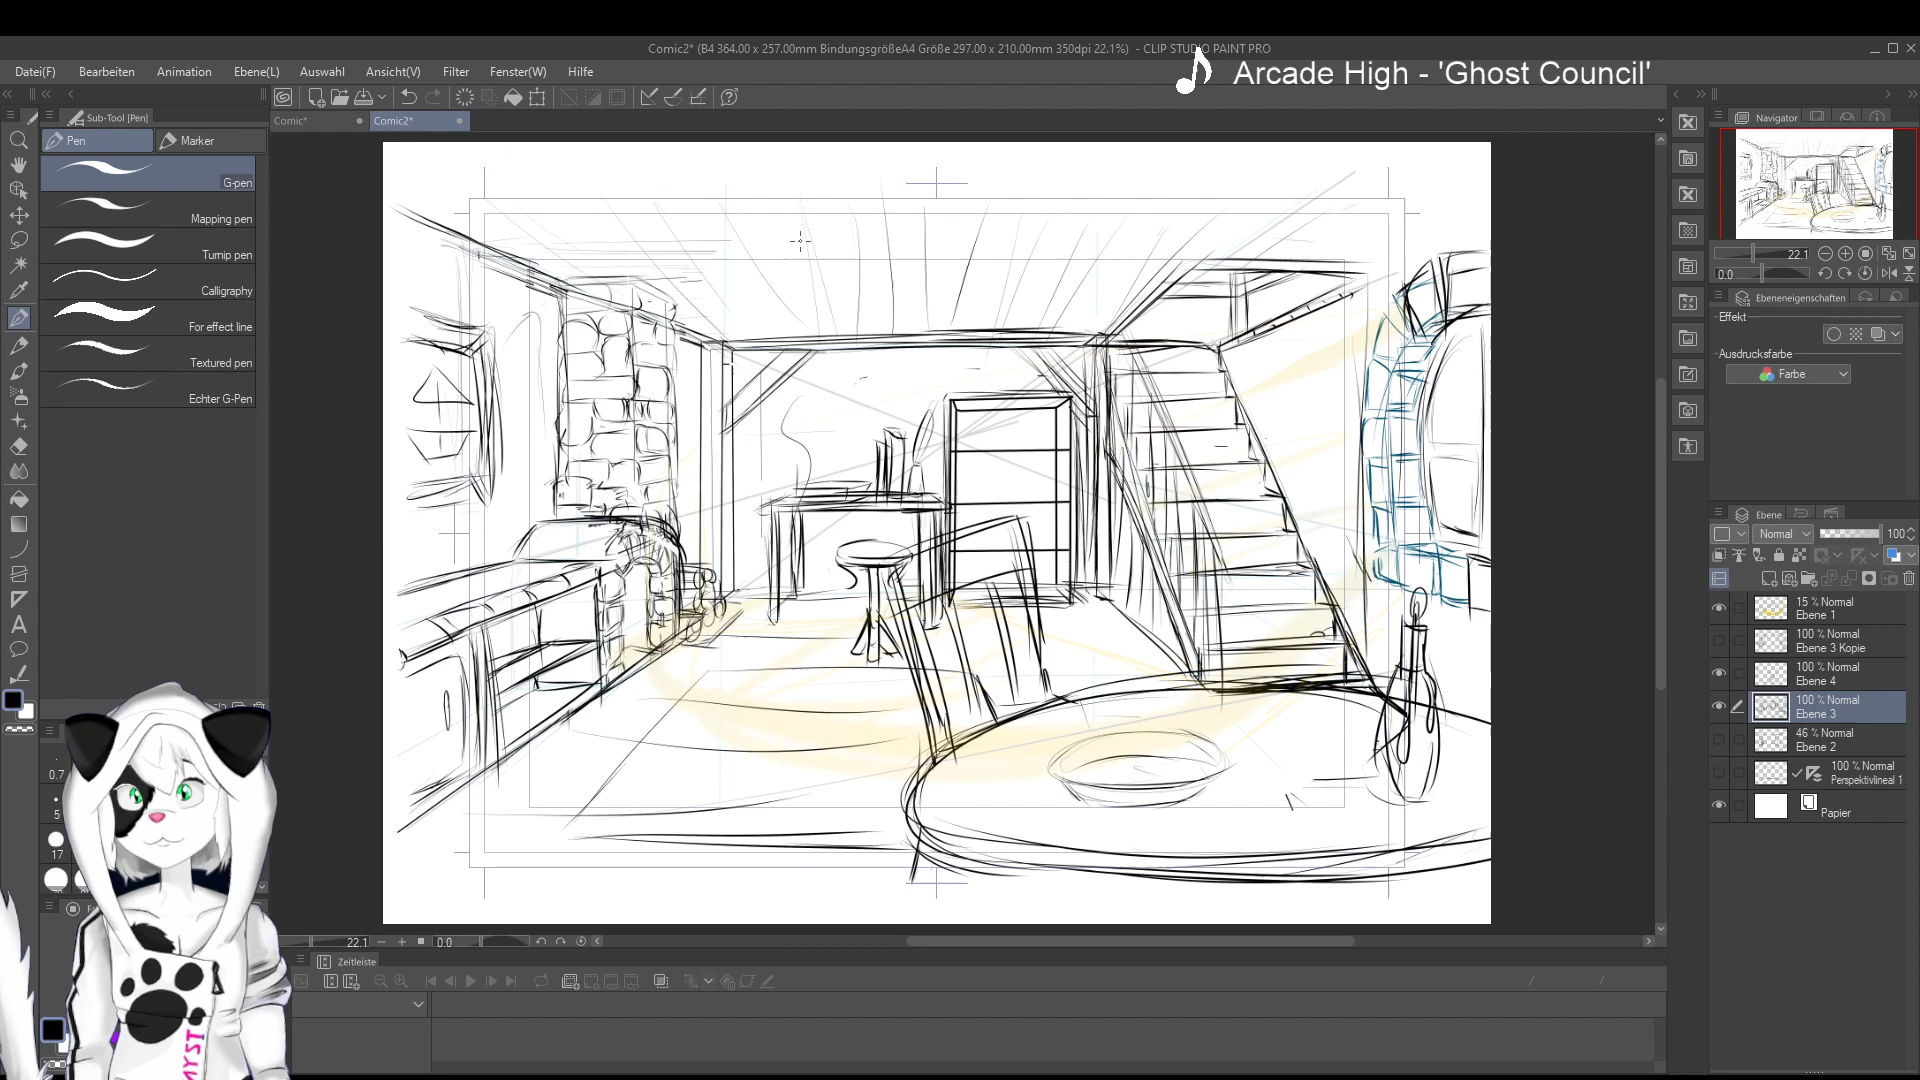 Comic2* (B4 364.00 x 257.00mm BindungsgrößeA4 Größe 297.00 x 210.00mm 350dpi 22.1%) - CLIP STUDIO PAINT PRO
Datei(F) Bearbeiten Animation Ebene(L) Auswahl Ansicht(V) Filter Fenster(W) Hilfe
Arcade High - 'Ghost Council'
Sub-Tool [Pen]
Comic*
Comic2*
Pen
Marker
G-pen
Mapping pen
Turnip pen
Calligraphy
For effect line
Textured pen
Echter G-Pen
0.7
5
17
Navigator
22.1
0.0
Ebeneneigenschaften
Effekt
Ausdrucksfarbe
Farbe
Ebene
Normal
100
15 % Normal
Ebene 1
100 % Normal
Ebene 3 Kopie
100 % Normal
Ebene 4
100 % Normal
Ebene 3
46 % Normal
Ebene 2
100 % Normal
Perspektivlineal 1
Papier
22.1
0.0
Zeitleiste
MYST